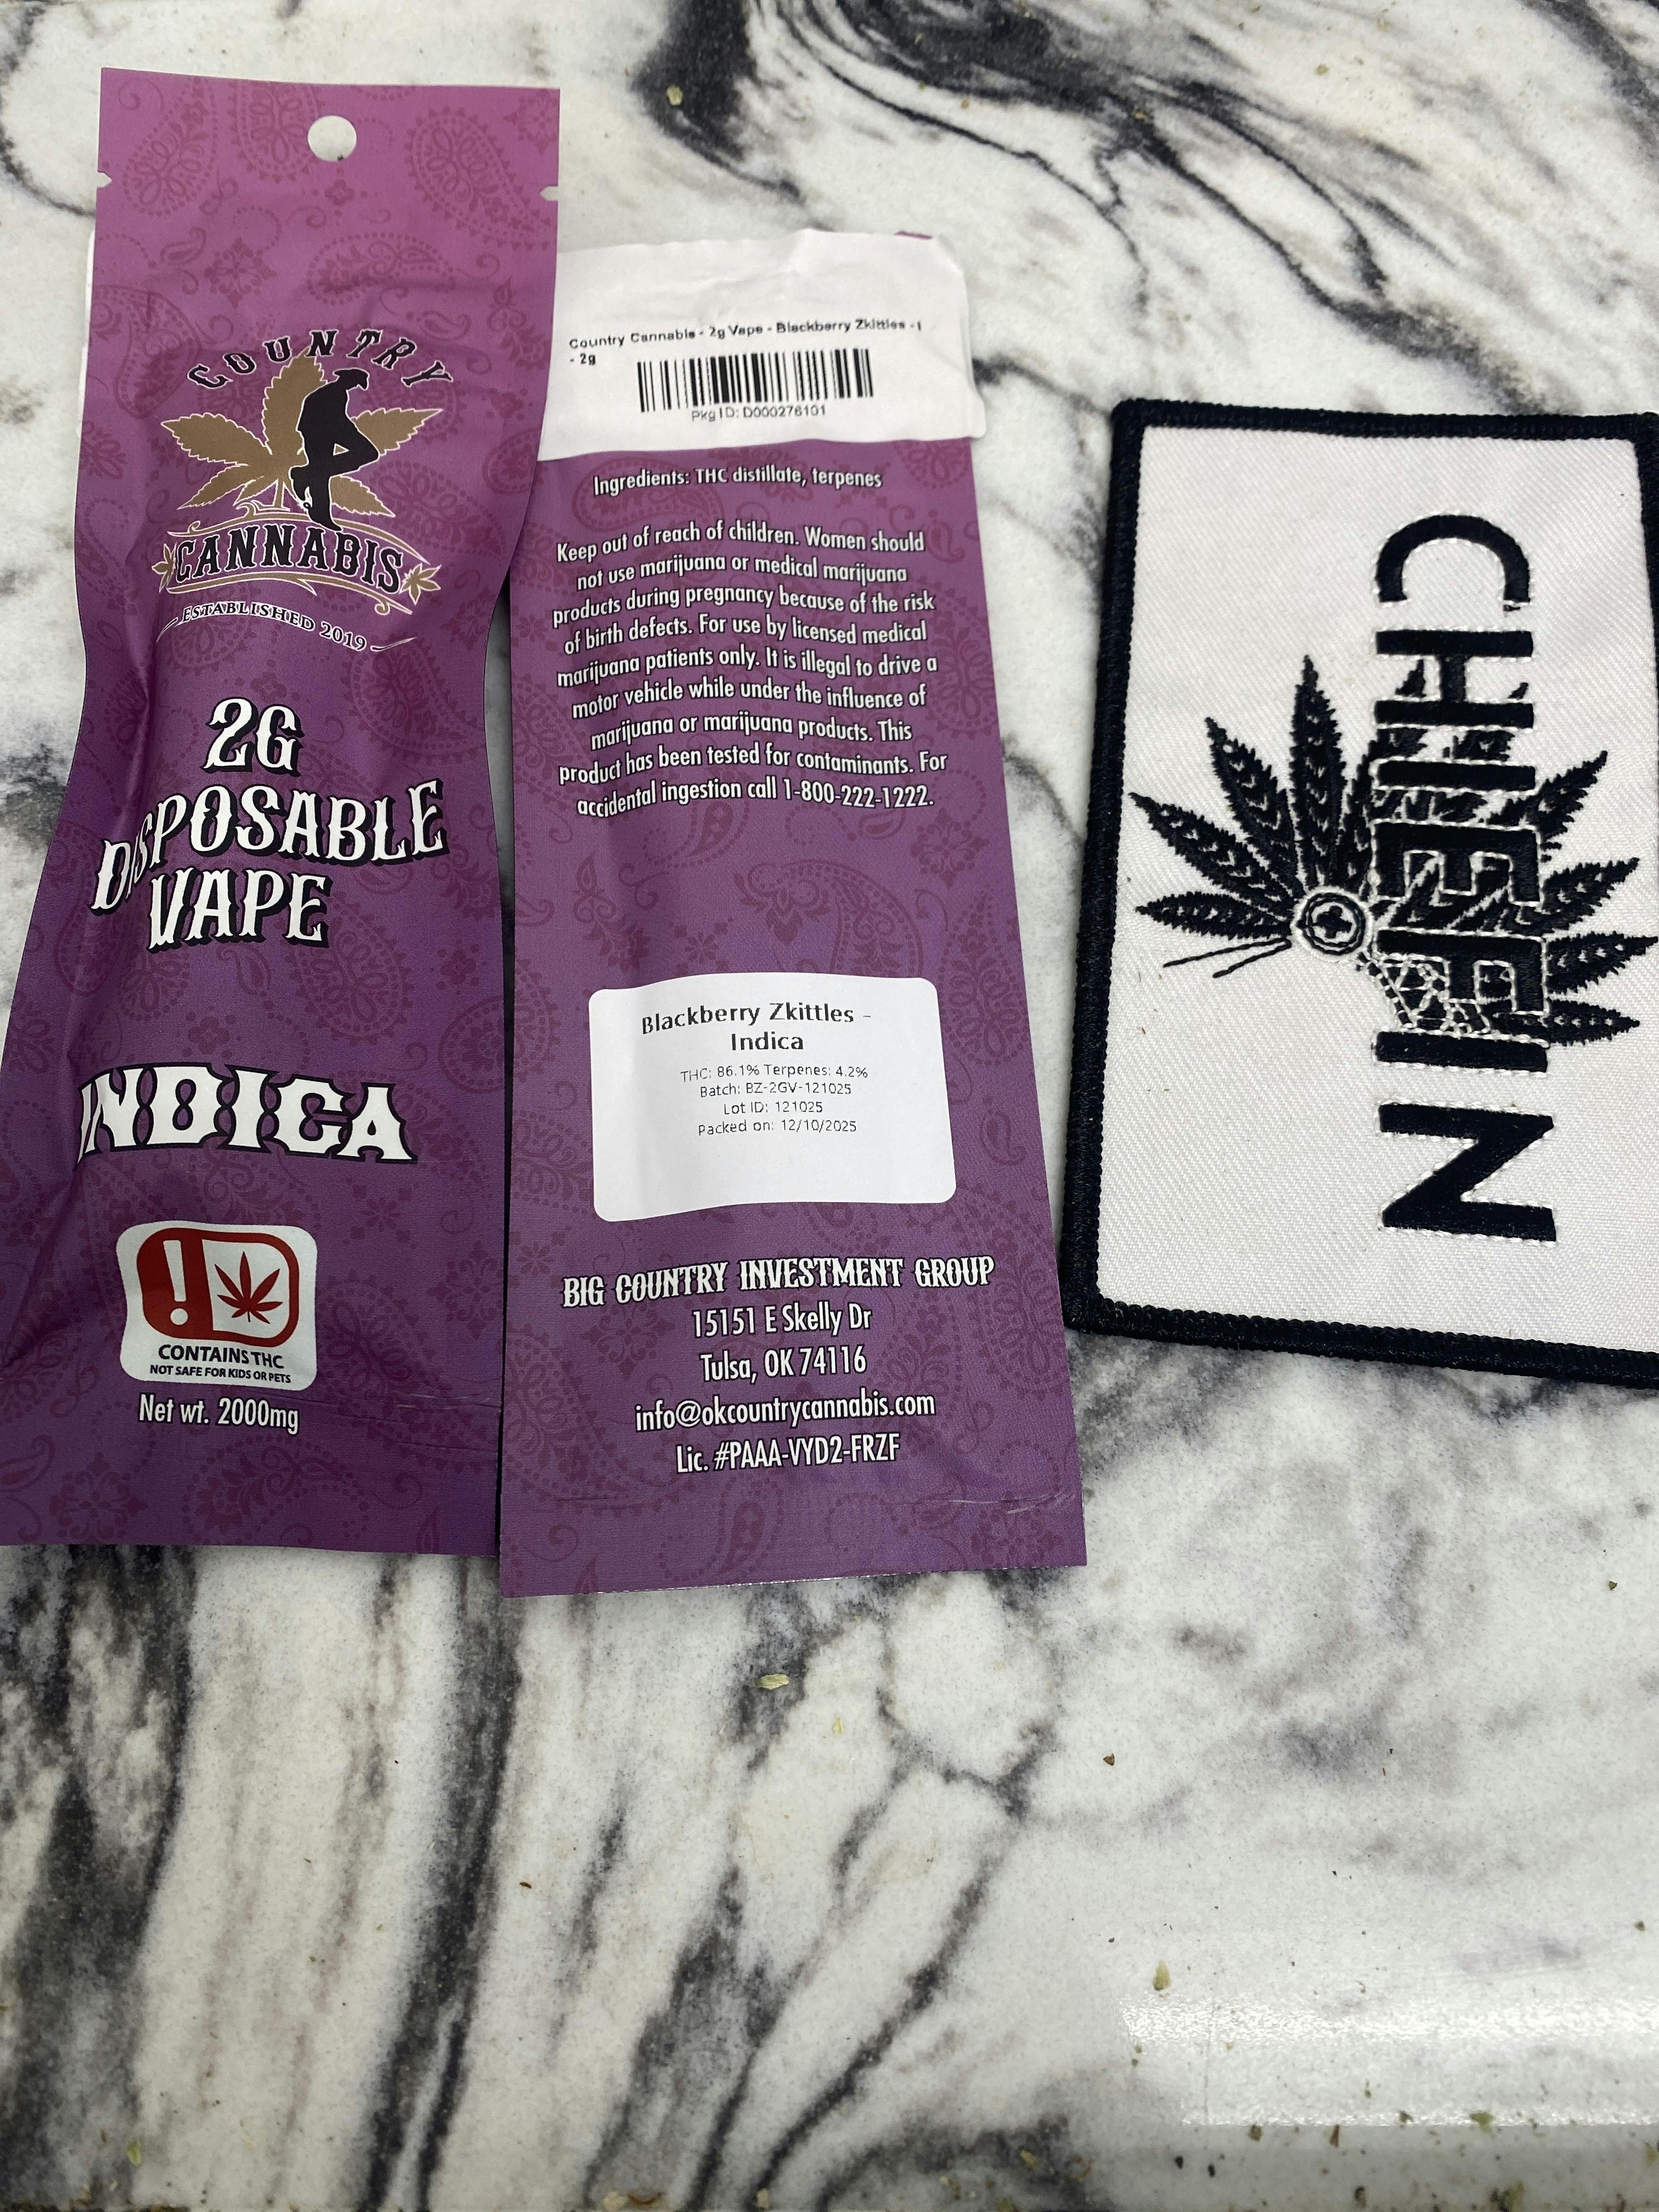 COUNTRY
CANNABIS
ESTABLISHED 2019
2G
DISPOSABLE
VAPE
INDICA
CONTAINS THC
NOT SAFE FOR KIDS OR PETS
Net wt. 2000mg
Country Cannabis - 2g Vape - Blackberry Zkittles - I
- 2g
Pkg ID: D000276101
Ingredients: THC distillate, terpenes
Keep out of reach of children. Women should
not use marijuana or medical marijuana
products during pregnancy because of the risk
of birth defects. For use by licensed medical
marijuana patients only. It is illegal to drive a
motor vehicle while under the influence of
marijuana or marijuana products. This
product has been tested for contaminants. For
accidental ingestion call 1-800-222-1222.
Blackberry Zkittles -
Indica
THC: 86.1% Terpenes: 4.2%
Batch: BZ-2GV-121025
Lot ID: 121025
Packed on: 12/10/2025
BIG COUNTRY INVESTMENT GROUP
15151 E Skelly Dr
Tulsa, OK 74116
info@okcountrycannabis.com
Lic. #PAAA-VYD2-FRZF
CHIEFIN